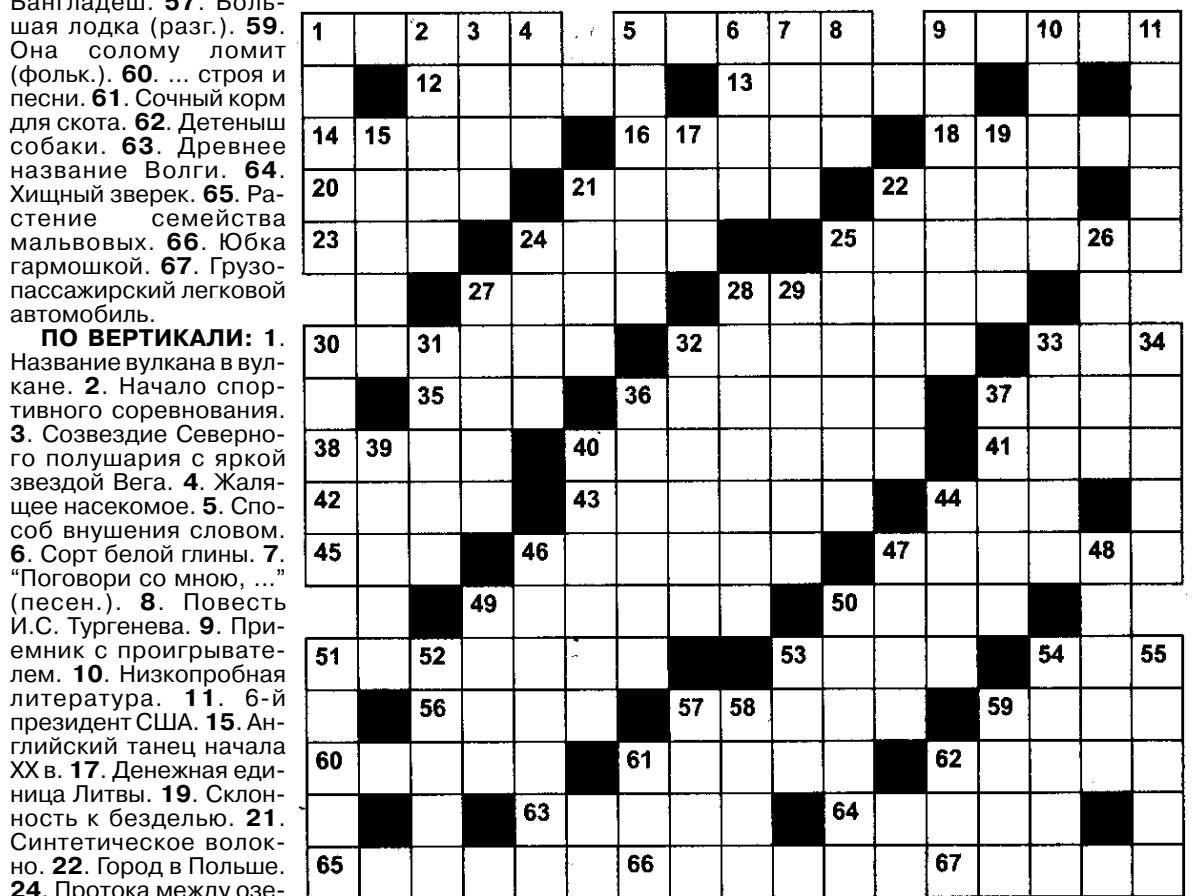 Бангладеш. 57. Боль-
шая лодка (разг.). 59.
Она солому ломит
(фольк.). 60. ... строя и
песни. 61. Сочный корм
для скота. 62. Детеныш
собаки. 63. Древнее
название Волги. 64.
Хищный зверек. 65. Ра-
стение семейства
мальвовых. 66. Юбка
гармошкой. 67. Грузо-
пассажирский легковой
автомобиль.
ПО ВЕРТИКАЛИ: 1.
Название вулкана в вул-
кане. 2. Начало спор-
тивного соревнования.
3. Созвездие Северно-
го полушария с яркой
звездой Вега. 4. Жаля-
щее насекомое. 5. Спо-
соб внушения словом.
6. Сорт белой глины. 7.
"Поговори со мною, ..."
(песен.). 8. Повесть
И.С. Тургенева. 9. При-
емник с проигрывате-
лем. 10. Низкопробная
литература. 11. 6-й
президент США. 15. Ан-
глийский танец начала
XX в. 17. Денежная еди-
ница Литвы. 19. Склон-
ность к безделью. 21.
Синтетическое волок-
но. 22. Город в Польше.
24. Протока между озе-
1 2 3 4 5 6 7 8 9 10 11
12 13
14 15 16 17 18 19
20 21 22
23 24 25 26
27 28 29
30 31 32 33 34
35 36 37
38 39 40 41
42 43 44
45 46 47 48
49 50
51 52 53 54 55
56 57 58 59
60 61 62
63 64
65 66 67